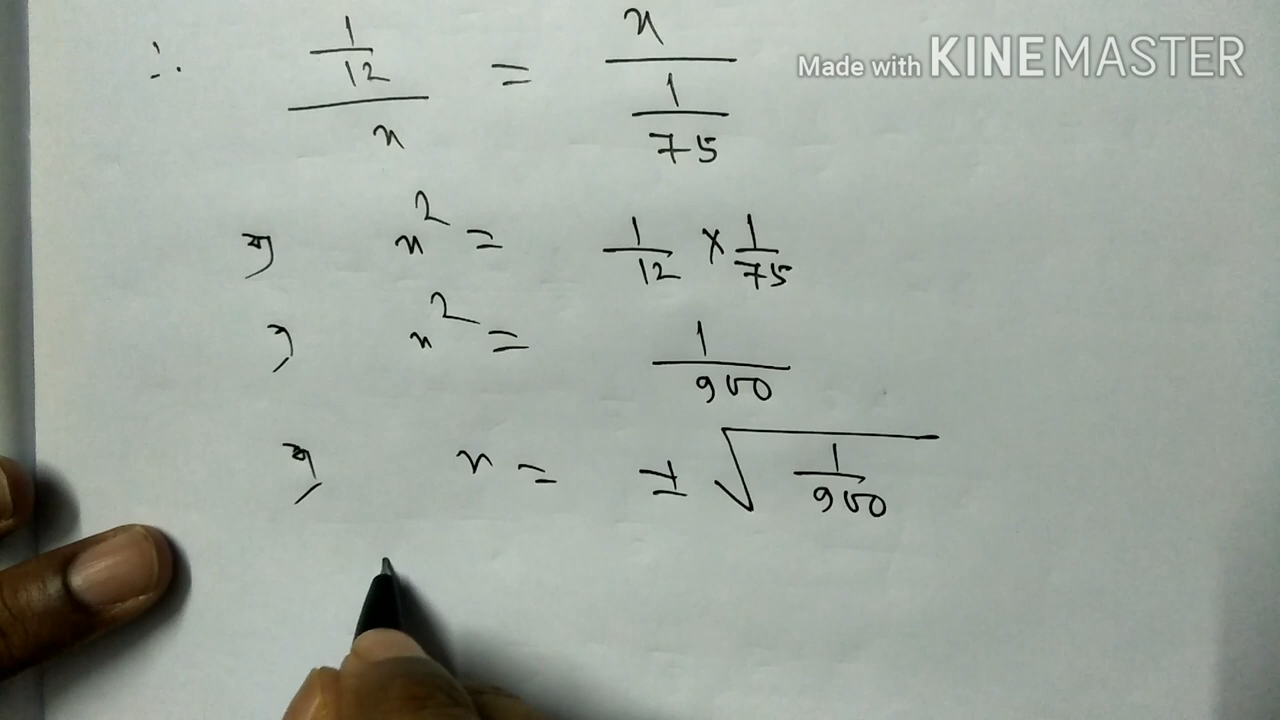 ∴ (1/12)/x = x/(1/75)
Made with KINEMASTER
বা, x² = 1/12 × 1/75
বা, x² = 1/900
বা, x = ± √(1/900)